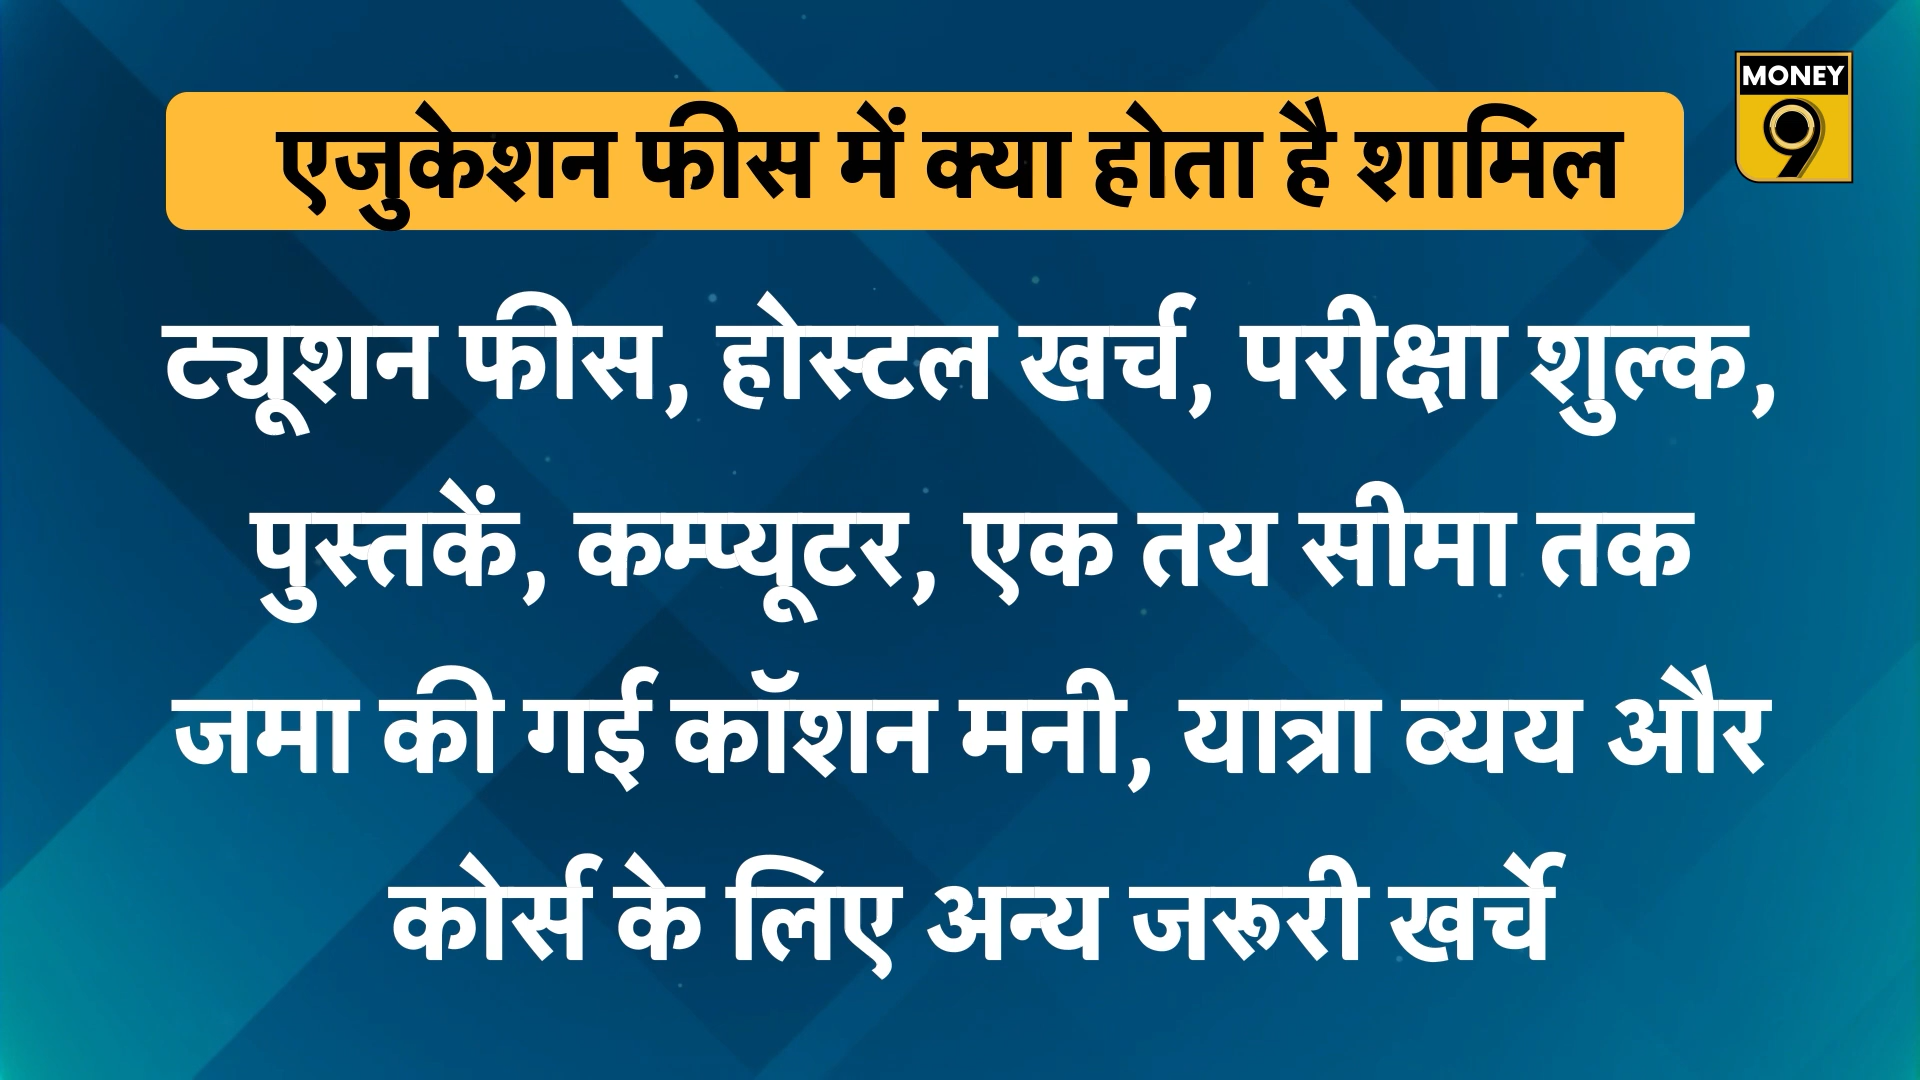 MONEY
9
एजुकेशन फीस में क्या होता है शामिल
ट्यूशन फीस, होस्टल खर्च, परीक्षा शुल्क,
पुस्तकें, कम्प्यूटर, एक तय सीमा तक
जमा की गई कॉशन मनी, यात्रा व्यय और
कोर्स के लिए अन्य जरूरी खर्चे